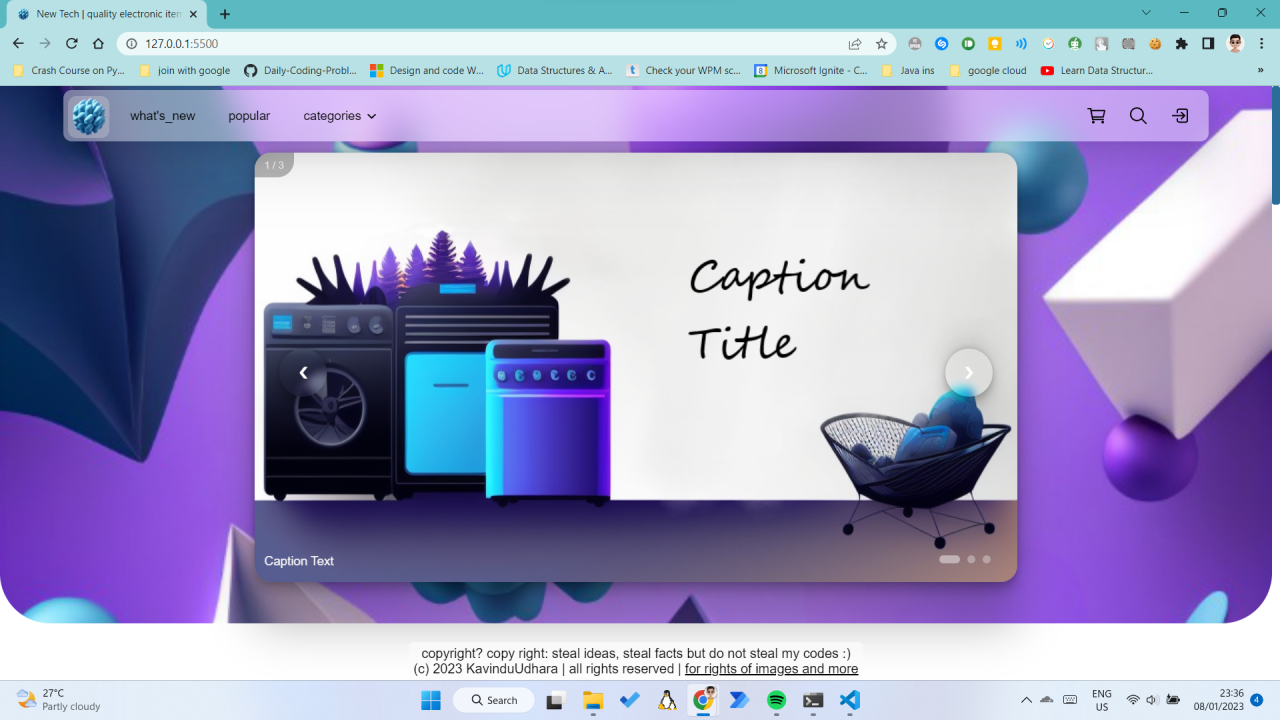 New Tech | quality electronic iten
127.0.0.1:5500
Crash Course on Py...
join with google
Daily-Coding-Probl...
Design and code W...
Data Structures & A...
Check your WPM sc...
Microsoft Ignite - C...
Java ins
google cloud
Learn Data Structur...
»
what's_new
popular
categories
1 / 3
Caption
Title
Caption Text
copyright? copy right: steal ideas, steal facts but do not steal my codes :)
(c) 2023 KavinduUdhara | all rights reserved | for rights of images and more
27°C
Partly cloudy
Search
ENG
US
23:36
08/01/2023
4